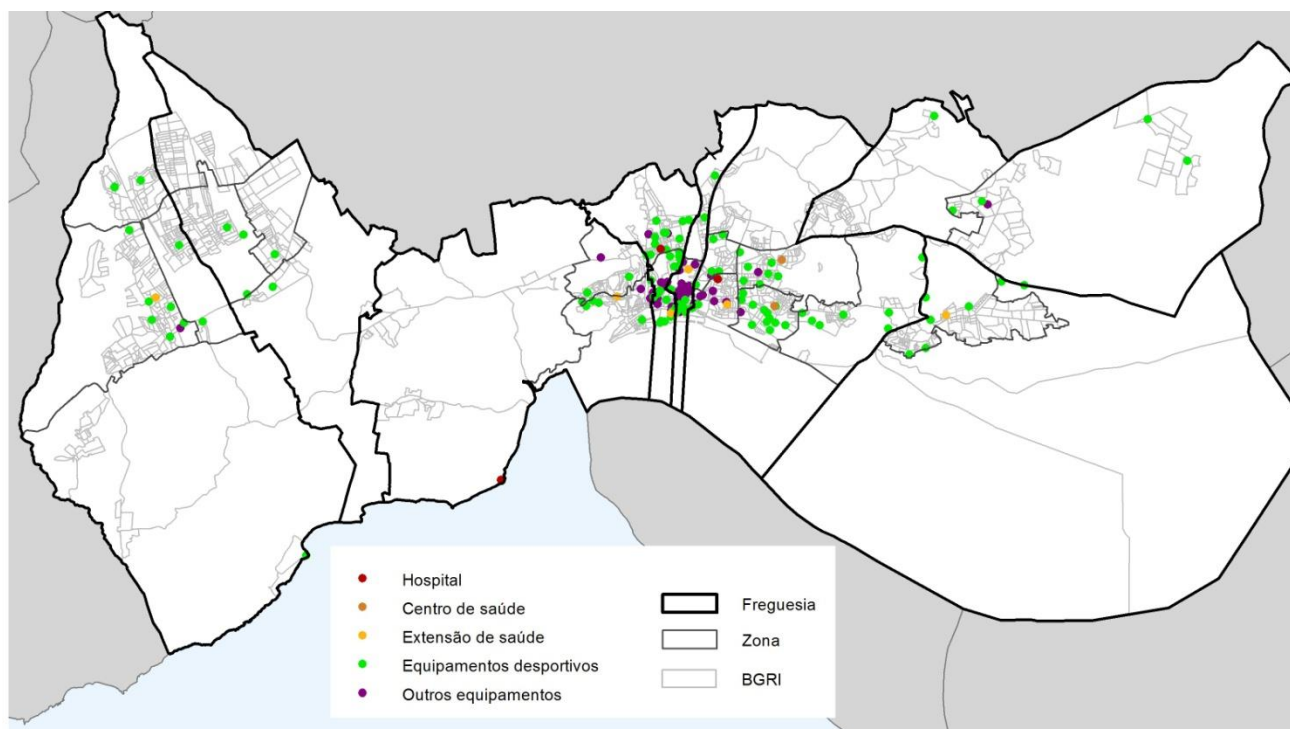 Hospital
Centro de saúde
Extensão de saúde
Equipamentos desportivos
Outros equipamentos
Freguesia
Zona
BGRI